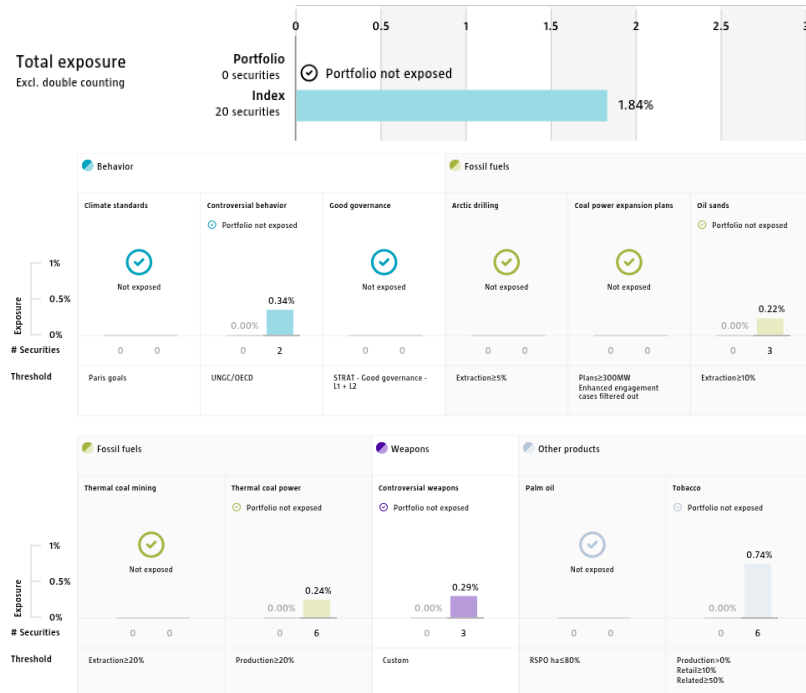 0 0.5 1 1.5 2 2.5 3
Total exposure
Excl. double counting
Portfolio
0 securities
Portfolio not exposed
Index
20 securities
1.84%
Behavior
Fossil fuels
Climate standards
Controversial behavior
Good governance
Arctic drilling
Coal power expansion plans
Oil sands
Portfolio not exposed
Portfolio not exposed
Not exposed
Not exposed
Not exposed
Not exposed
Exposure
1%
0.5%
0%
0.00%
0.34%
0.00%
0.22%
# Securities
0 0 0 2 0 0 0 0 0 0 0 3
Threshold
Paris goals
UNGC/OECD
STRAT - Good governance -
L1 + L2
Extraction≥5%
Plans≥300MW
Enhanced engagement
cases filtered out
Extraction≥10%
Fossil fuels
Weapons
Other products
Thermal coal mining
Thermal coal power
Controversial weapons
Palm oil
Tobacco
Portfolio not exposed
Portfolio not exposed
Portfolio not exposed
Not exposed
Not exposed
Exposure
1%
0.5%
0%
0.00%
0.24%
0.00%
0.29%
0.00%
0.74%
# Securities
0 0 0 6 0 3 0 0 0 6
Threshold
Extraction≥20%
Production≥20%
Custom
RSPO ha≤80%
Production>0%
Retail≥10%
Related≥50%